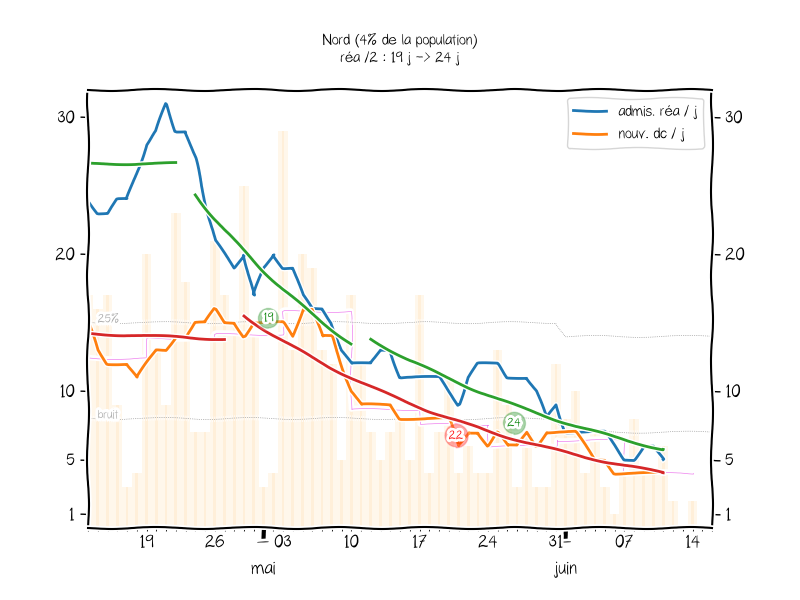 Nord (4% de la population)
réa /2 : 19 j -> 24 j
admis. réa / j
nouv. dc / j
30
30
20
20
25%
19
10
10
bruit
24
22
5
5
1
1
19 26 03 10 17 24 31 07 14
mai juin